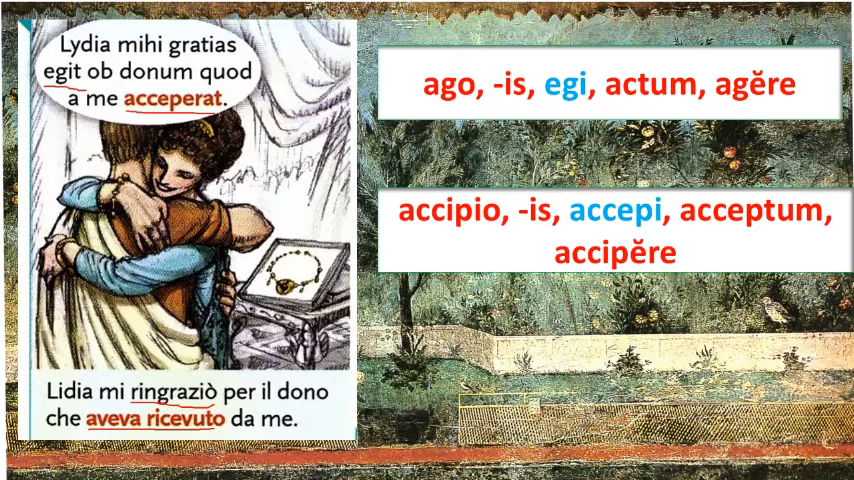 Lydia mihi gratias
egit ob donum quod
a me acceperat.
Lidia mi ringraziò per il dono
che aveva ricevuto da me.
ago, -is, egi, actum, agĕre
accipio, -is, accepi, acceptum,
accipĕre